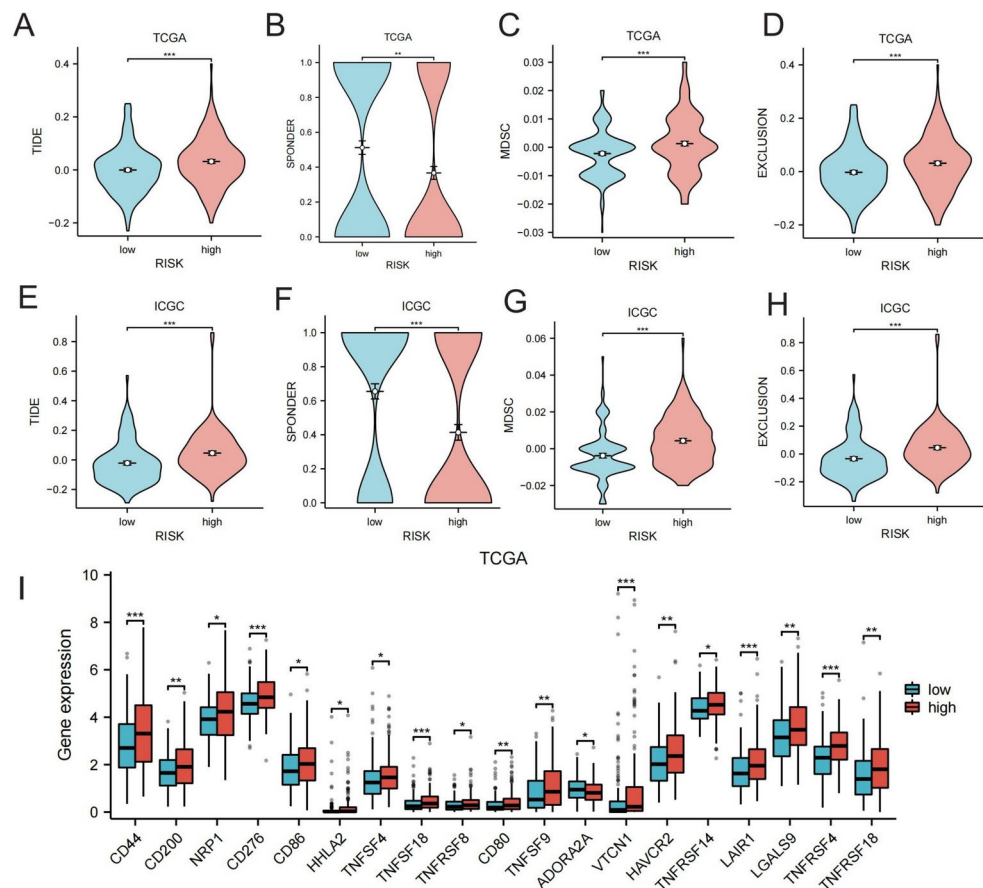 A
TCGA
***
TIDE
0.4
0.2
0.0
−0.2
low
high
RISK
B
TCGA
**
SPONDER
1.0
0.8
0.6
0.4
0.2
0.0
low
high
RISK
C
TCGA
***
MDSC
0.03
0.02
0.01
0.00
−0.01
−0.02
−0.03
low
high
RISK
D
TCGA
***
EXCLUSION
0.4
0.2
0.0
−0.2
low
high
RISK
E
ICGC
***
TIDE
0.8
0.6
0.4
0.2
0.0
−0.2
low
high
RISK
F
ICGC
***
SPONDER
1.0
0.8
0.6
0.4
0.2
0.0
low
high
RISK
G
ICGC
***
MDSC
0.06
0.04
0.02
0.00
−0.02
low
high
RISK
H
ICGC
***
EXCLUSION
0.8
0.6
0.4
0.2
0.0
−0.2
low
high
RISK
I
TCGA
Gene expression
10
8
6
4
2
0
***
**
*
***
*
*
*
***
*
**
**
*
***
**
*
***
**
***
**
low
high
CD44
CD200
NRP1
CD276
CD86
HHLA2
TNFSF4
TNFSF18
TNFRSF8
CD80
TNFSF9
ADORA2A
VTCN1
HAVCR2
TNFRSF14
LAIR1
LGALS9
TNFRSF4
TNFRSF18